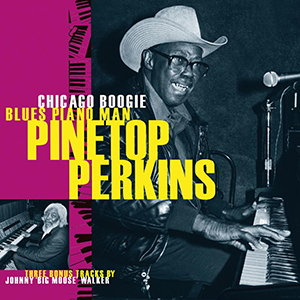 CHICAGO BOOGIE
BLUES PIANO MAN
PINETOP
PERKINS
THREE BONUS TRACKS BY
JOHNNY 'BIG MOOSE' WALKER